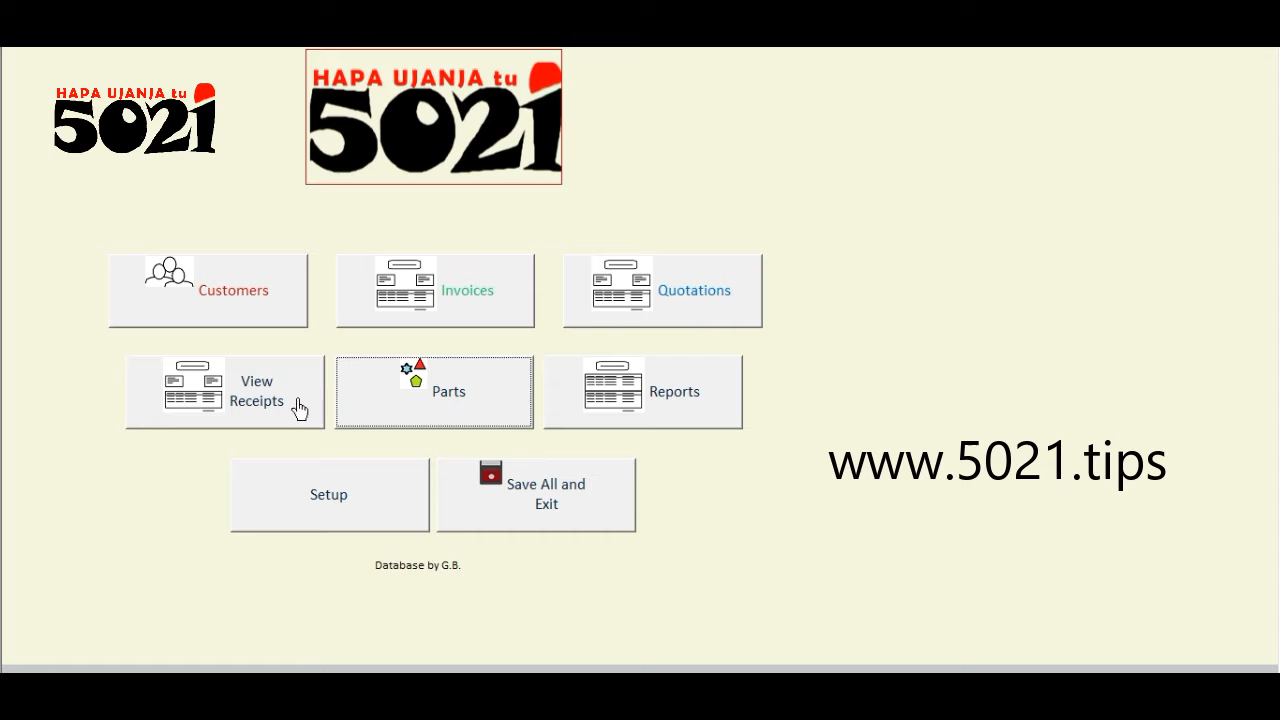 HAPA UJANJA tu
5021
HAPA UJANJA tu
5021
Customers
Invoices
Quotations
View
Receipts
Parts
Reports
www.5021.tips
Setup
Save All and
Exit
Database by G.B.